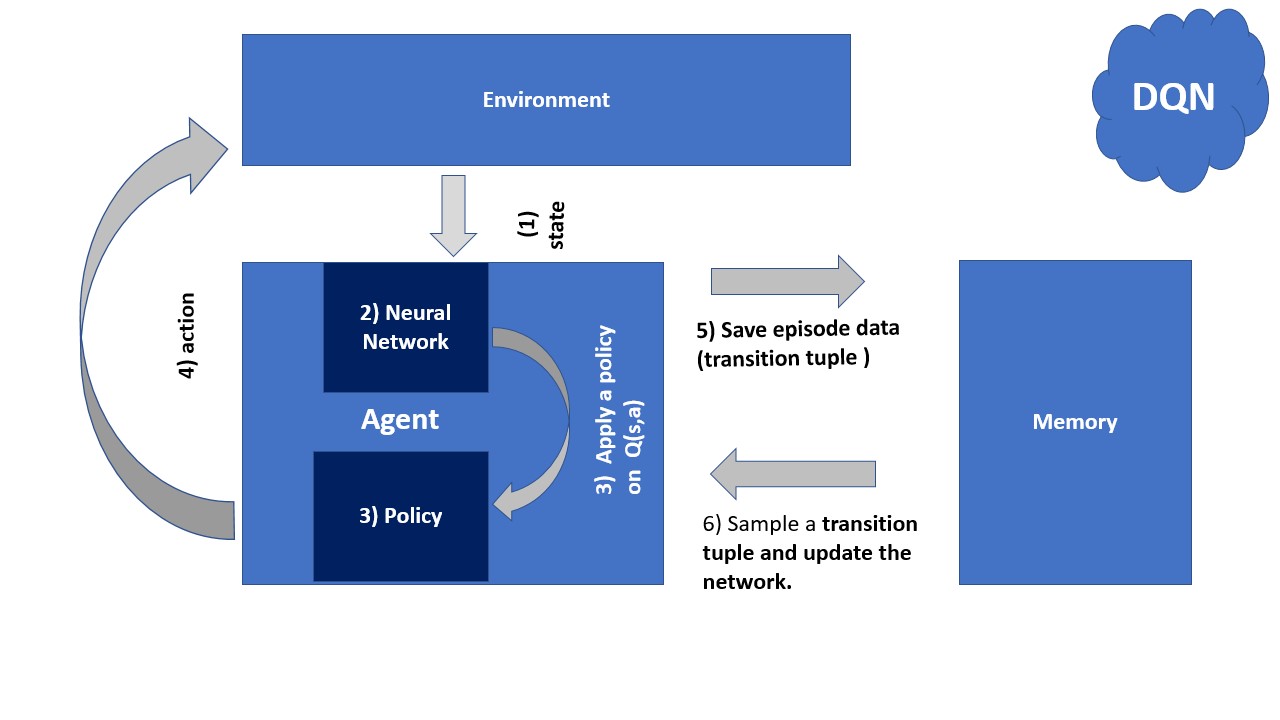 Environment
DQN
(1)
state
4) action
2) Neural
Network
Agent
3) Policy
3)  Apply a policy
on  Q(s,a)
5) Save episode data
(transition tuple )
Memory
6) Sample a transition
tuple and update the
network.